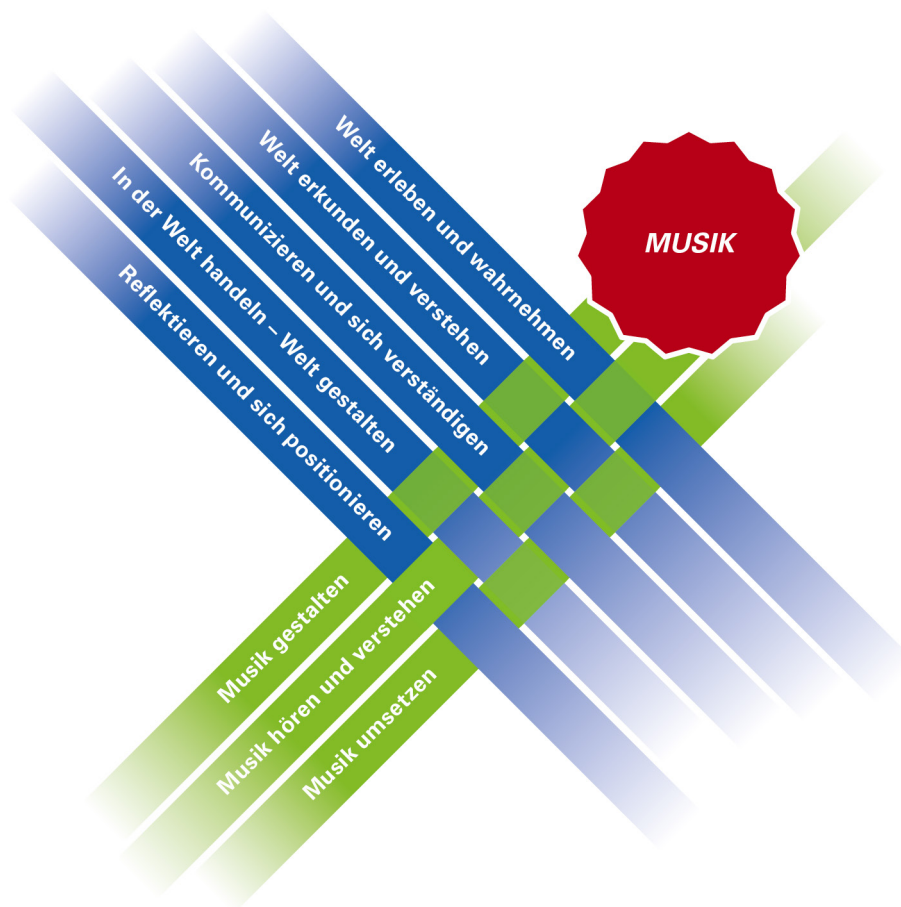 Welt erleben und wahrnehmen
Welt erkunden und verstehen
Kommunizieren und sich verständigen
In der Welt handeln – Welt gestalten
Reflektieren und sich positionieren
MUSIK
Musik gestalten
Musik hören und verstehen
Musik umsetzen